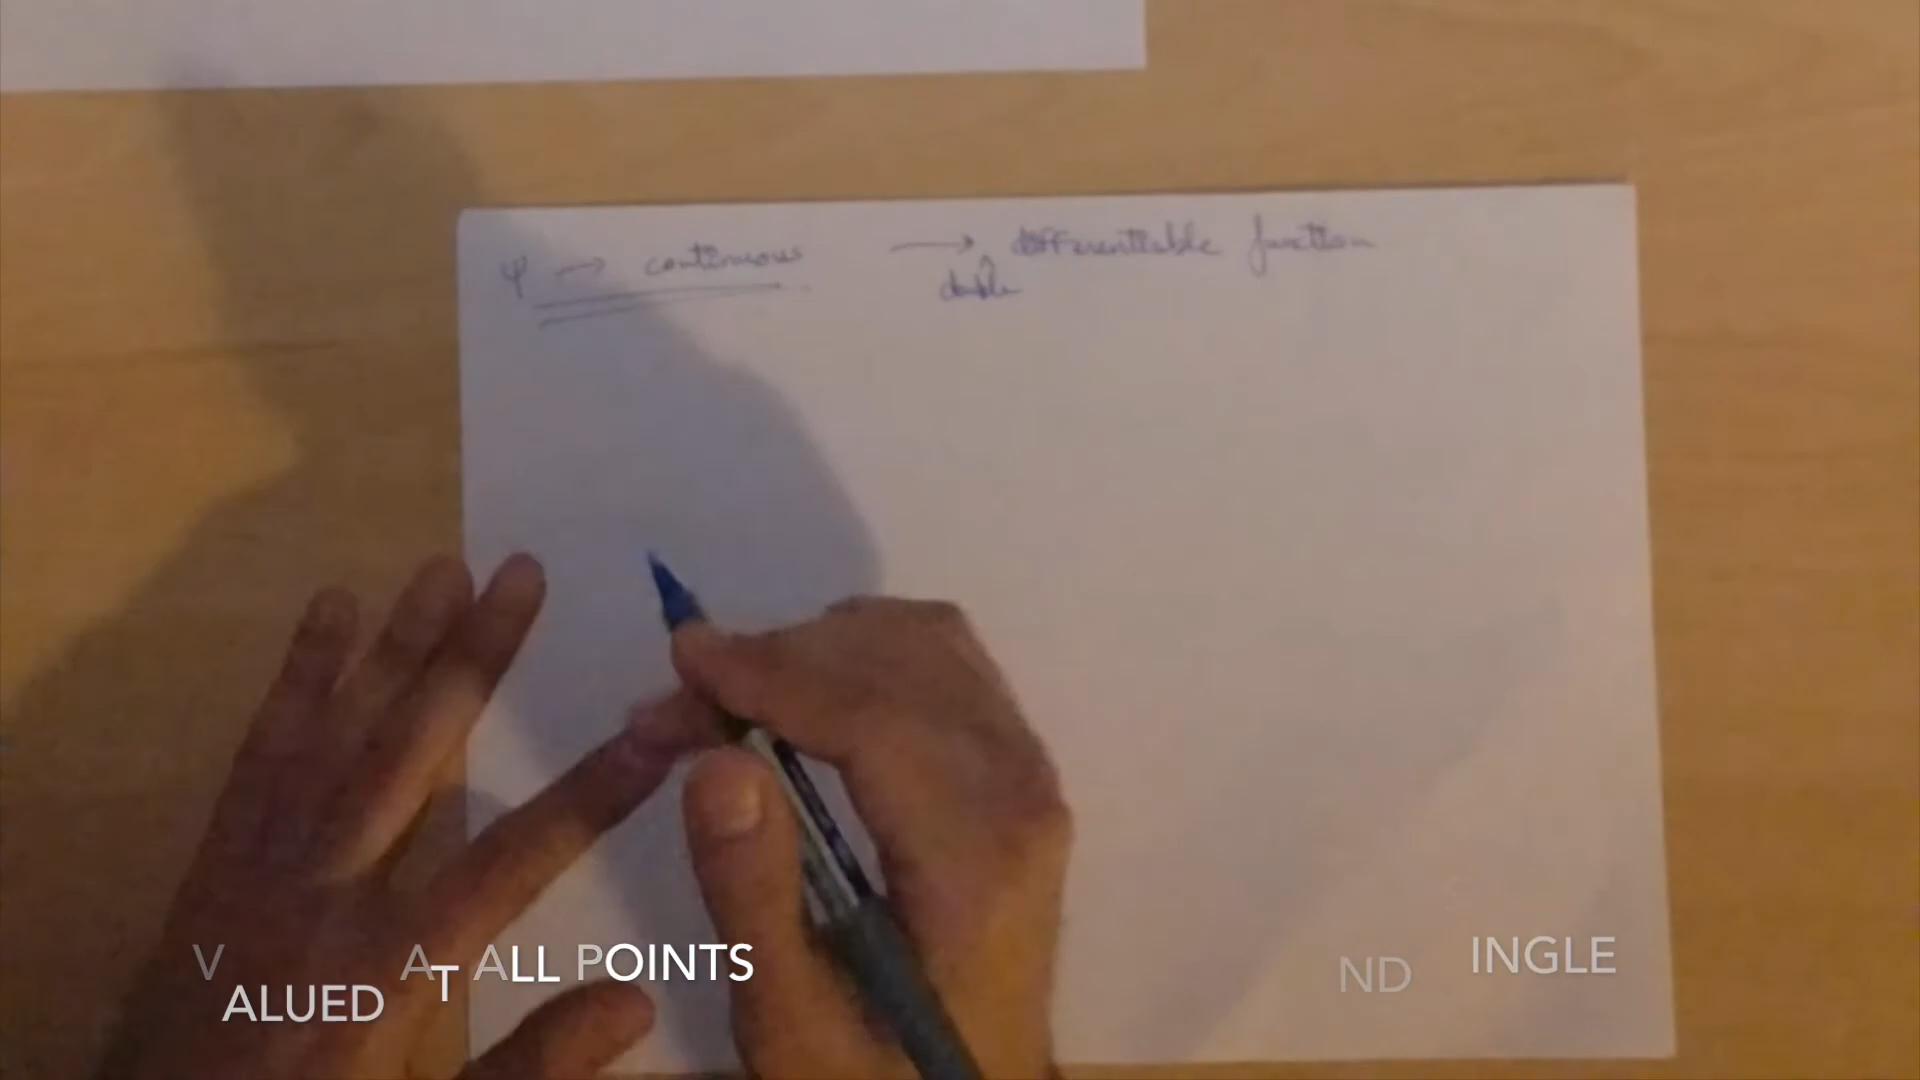 φ → continuous → differentiable function
double
ND INGLE
VALUED AT ALL POINTS